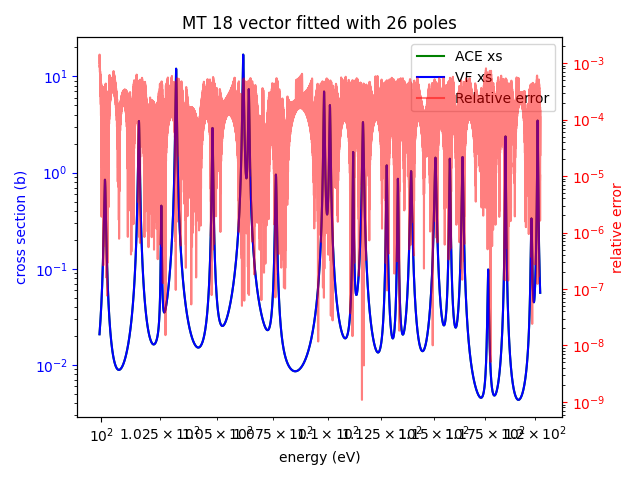 MT 18 vector fitted with 26 poles
ACE xs
VF xs
Relative error
10¹
10⁰
10⁻¹
10⁻²
cross section (b)
10⁻³
10⁻⁴
10⁻⁵
10⁻⁶
10⁻⁷
10⁻⁸
10⁻⁹
relative error
10² 1.025 × 10² 1.05 × 10² 1.075 × 10² 1.1 × 10² 1.125 × 10² 1.15 × 10² 1.175 × 10² 1.2 × 10²
energy (eV)